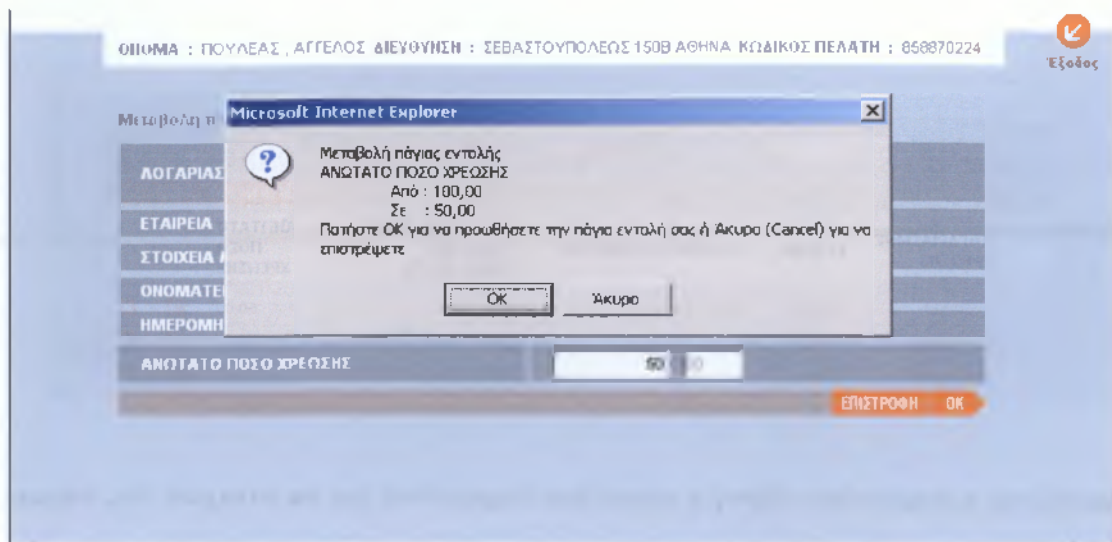 ΟΝΟΜΑ : ΠΟΥΛΕΑΣ , ΑΓΓΕΛΟΣ ΔΙΕΥΘΥΝΣΗ : ΣΕΒΑΣΤΟΥΠΟΛΕΩΣ 150Β ΑΘΗΝΑ ΚΩΔΙΚΟΣ ΠΕΛΑΤΗ : 858870224
Έξοδος
Μεταβολή π
Microsoft Internet Explorer
Μεταβολή πάγιας εντολής
ΑΝΩΤΑΤΟ ΠΟΣΟ ΧΡΕΩΣΗΣ
Από : 100,00
Σε : 50,00
Πατήστε ΟΚ για να προωθήσετε την πάγια εντολή σας ή Άκυρο (Cancel) για να
επιστρέψετε
OK Άκυρο
ΛΟΓΑΡΙΑΣ
ΕΤΑΙΡΕΙΑ
ΣΤΟΙΧΕΙΑ
ΟΝΟΜΑΤΕ
ΗΜΕΡΟΜΗ
ΑΝΩΤΑΤΟ ΠΟΣΟ ΧΡΕΩΣΗΣ 50
ΕΠΙΣΤΡΟΦΗ OK